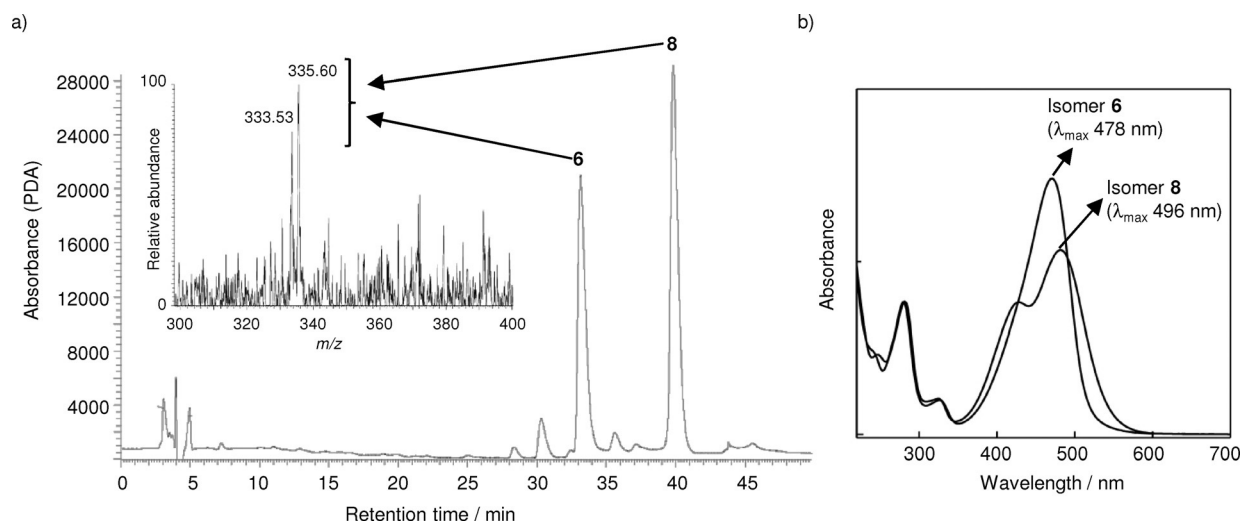 a)
8
6
28000
24000
20000
16000
12000
8000
4000
Absorbance (PDA)
0
5
10
15
20
25
30
35
40
45
Retention time / min
100
0
Relative abundance
335.60
333.53
300
320
340
360
380
400
m/z
b)
Isomer 6
(λmax 478 nm)
Isomer 8
(λmax 496 nm)
Absorbance
300
400
500
600
700
Wavelength / nm